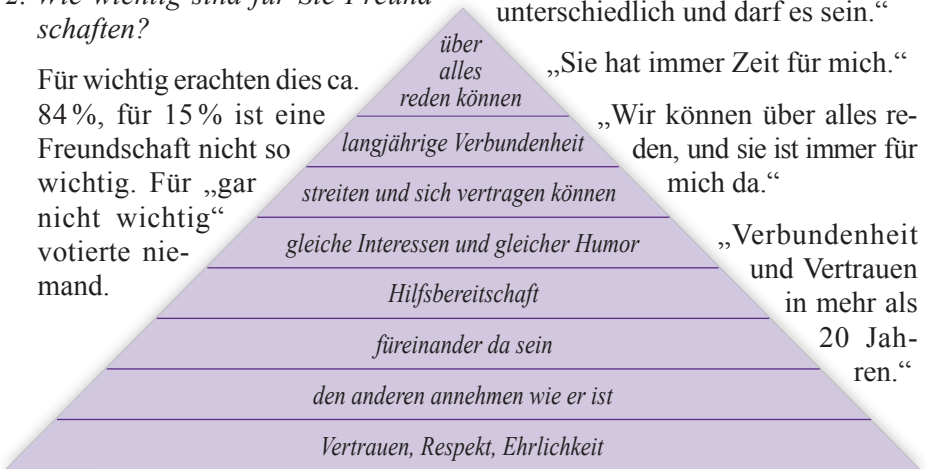 2. Wie wichtig sind für Sie Freund-
schaften?
Für wichtig erachten dies ca.
84 %, für 15 % ist eine
Freundschaft nicht so
wichtig. Für „gar
nicht wichtig“
votierte nie-
mand.
über
alles
reden können
langjährige Verbundenheit
streiten und sich vertragen können
gleiche Interessen und gleicher Humor
Hilfsbereitschaft
füreinander da sein
den anderen annehmen wie er ist
Vertrauen, Respekt, Ehrlichkeit
unterschiedlich und darf es sein.“
„Sie hat immer Zeit für mich.“
„Wir können über alles re-
den, und sie ist immer für
mich da.“
„Verbundenheit
und Vertrauen
in mehr als
20 Jah-
ren.“